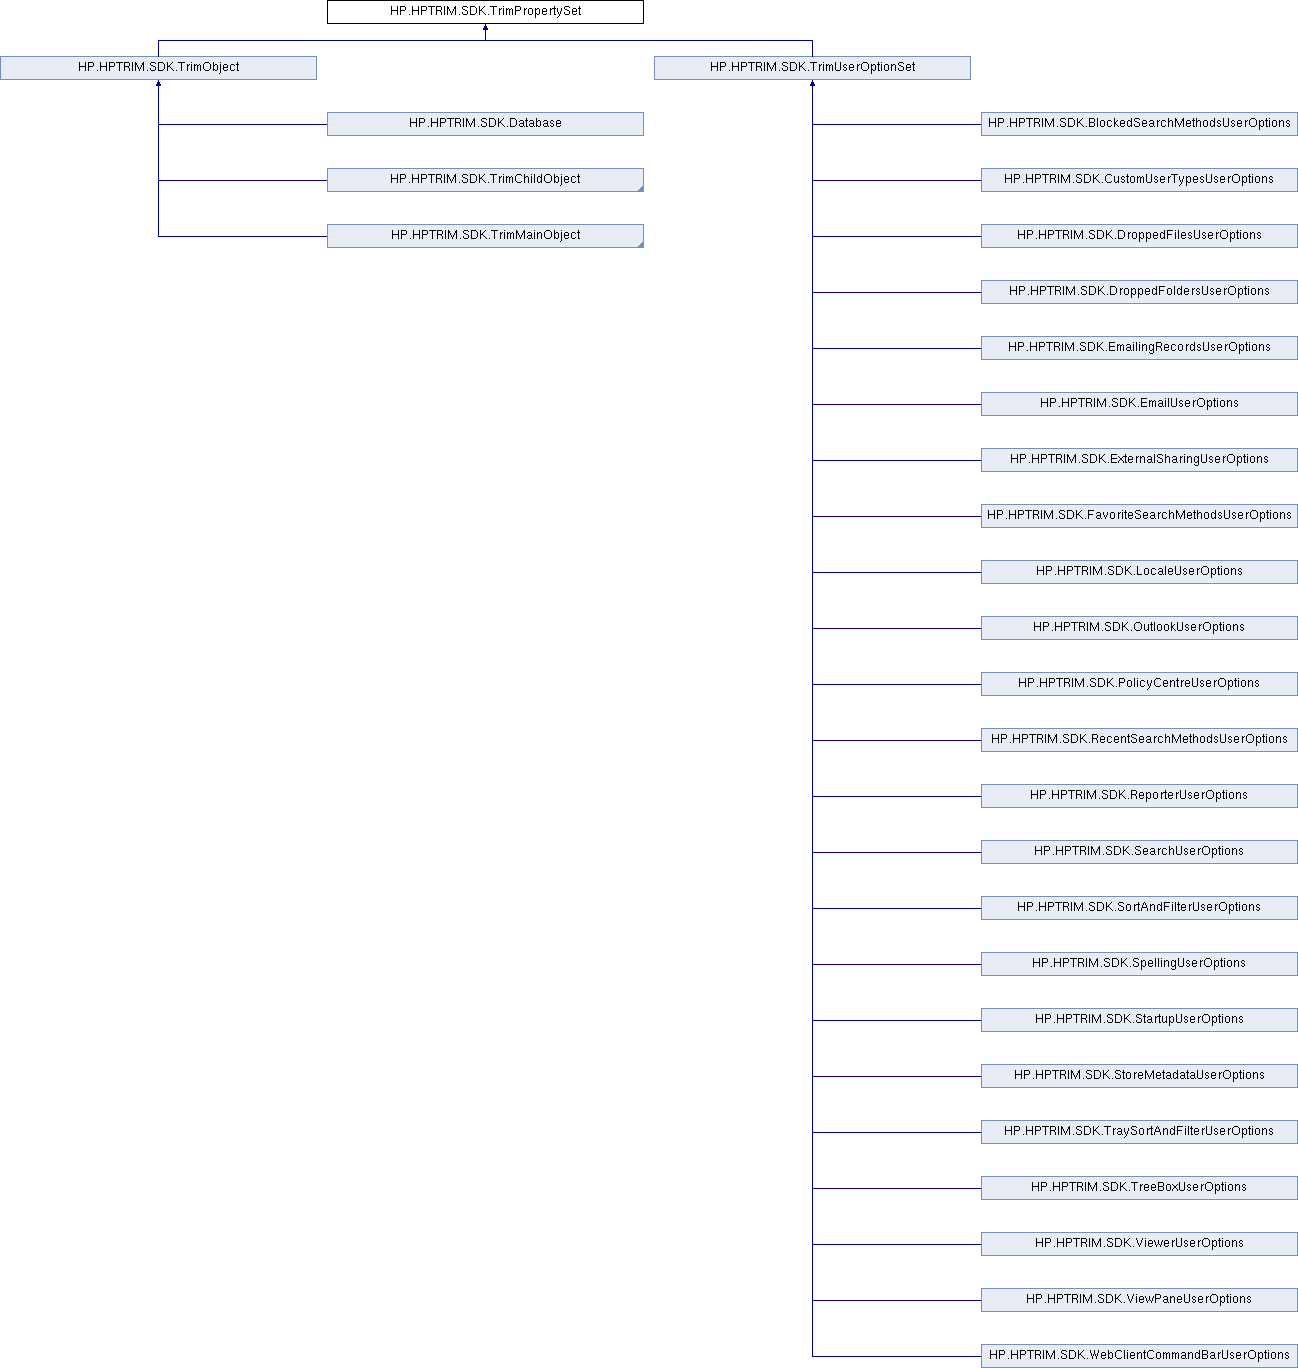 HP.HPTRIM.SDK.TrimPropertySet
HP.HPTRIM.SDK.TrimObject
HP.HPTRIM.SDK.TrimUserOptionSet
HP.HPTRIM.SDK.Database
HP.HPTRIM.SDK.BlockedSearchMethodsUserOptions
HP.HPTRIM.SDK.TrimChildObject
HP.HPTRIM.SDK.CustomUserTypesUserOptions
HP.HPTRIM.SDK.TrimMainObject
HP.HPTRIM.SDK.DroppedFilesUserOptions
HP.HPTRIM.SDK.DroppedFoldersUserOptions
HP.HPTRIM.SDK.EmailingRecordsUserOptions
HP.HPTRIM.SDK.EmailUserOptions
HP.HPTRIM.SDK.ExternalSharingUserOptions
HP.HPTRIM.SDK.FavoriteSearchMethodsUserOptions
HP.HPTRIM.SDK.LocaleUserOptions
HP.HPTRIM.SDK.OutlookUserOptions
HP.HPTRIM.SDK.PolicyCentreUserOptions
HP.HPTRIM.SDK.RecentSearchMethodsUserOptions
HP.HPTRIM.SDK.ReporterUserOptions
HP.HPTRIM.SDK.SearchUserOptions
HP.HPTRIM.SDK.SortAndFilterUserOptions
HP.HPTRIM.SDK.SpellingUserOptions
HP.HPTRIM.SDK.StartupUserOptions
HP.HPTRIM.SDK.StoreMetadataUserOptions
HP.HPTRIM.SDK.TraySortAndFilterUserOptions
HP.HPTRIM.SDK.TreeBoxUserOptions
HP.HPTRIM.SDK.ViewerUserOptions
HP.HPTRIM.SDK.ViewPaneUserOptions
HP.HPTRIM.SDK.WebClientCommandBarUserOptions